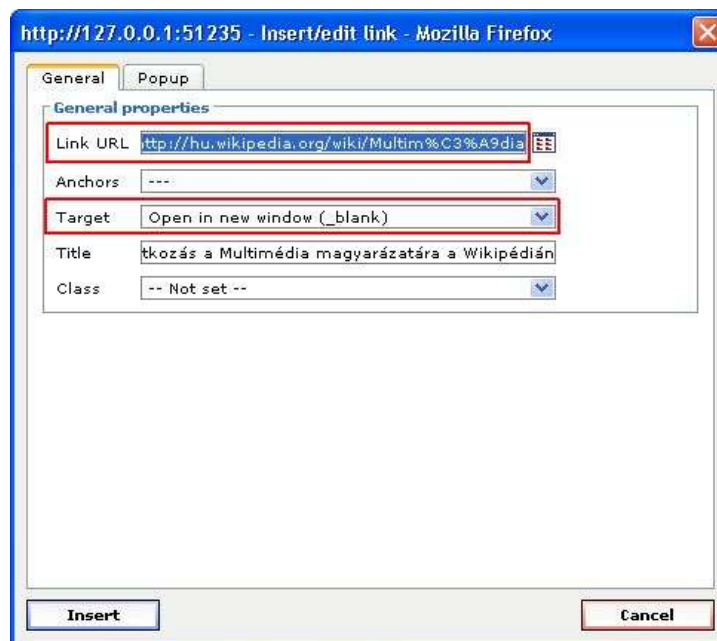 http://127.0.0.1:51235 - Insert/edit link - Mozilla Firefox
General Popup
General properties
Link URL ttp://hu.wikipedia.org/wiki/Multim%C3%A9dia
Anchors ---
Target Open in new window (_blank)
Title tkozás a Multimédia magyarázatára a Wikipédián
Class -- Not set --
Insert Cancel